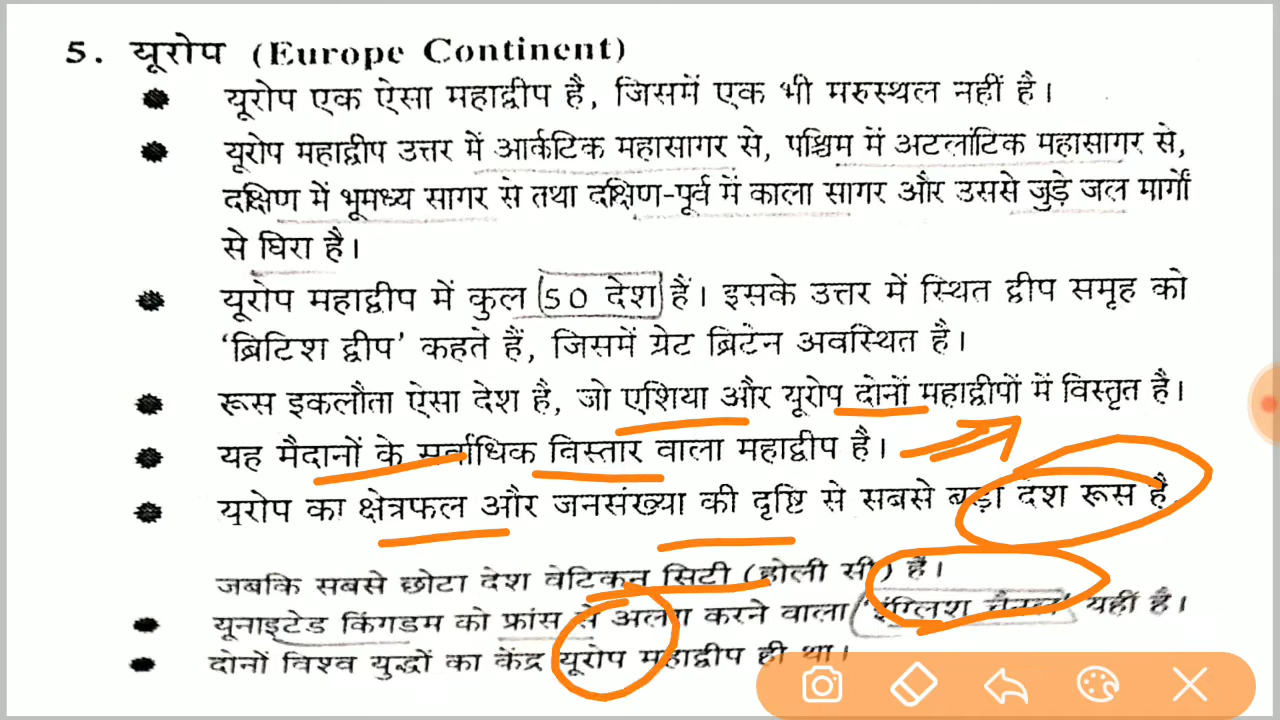 5. यूरोप (Europe Continent)
यूरोप एक ऐसा महाद्वीप है, जिसमें एक भी मरुस्थल नहीं है।
यूरोप महाद्वीप उत्तर में आर्कटिक महासागर से, पश्चिम में अटलांटिक महासागर से,
दक्षिण में भूमध्य सागर से तथा दक्षिण-पूर्व में काला सागर और उससे जुड़े जल मार्गों
से घिरा है।
यूरोप महाद्वीप में कुल 50 देश हैं। इसके उत्तर में स्थित द्वीप समूह को
‘ब्रिटिश द्वीप’ कहते हैं, जिसमें ग्रेट ब्रिटेन अवस्थित है।
रूस इकलौता ऐसा देश है, जो एशिया और यूरोप दोनों महाद्वीपों में विस्तृत है।
यह मैदानों के सर्वाधिक विस्तार वाला महाद्वीप है।
यूरोप का क्षेत्रफल और जनसंख्या की दृष्टि से सबसे बड़ा देश रूस है
जबकि सबसे छोटा देश वेटिकन सिटी (होली सी) है।
यूनाइटेड किंगडम को फ्रांस से अलग करने वाला ‘इंग्लिश चैनल’ यहीं है।
दोनों विश्व युद्धों का केंद्र यूरोप महाद्वीप ही था।